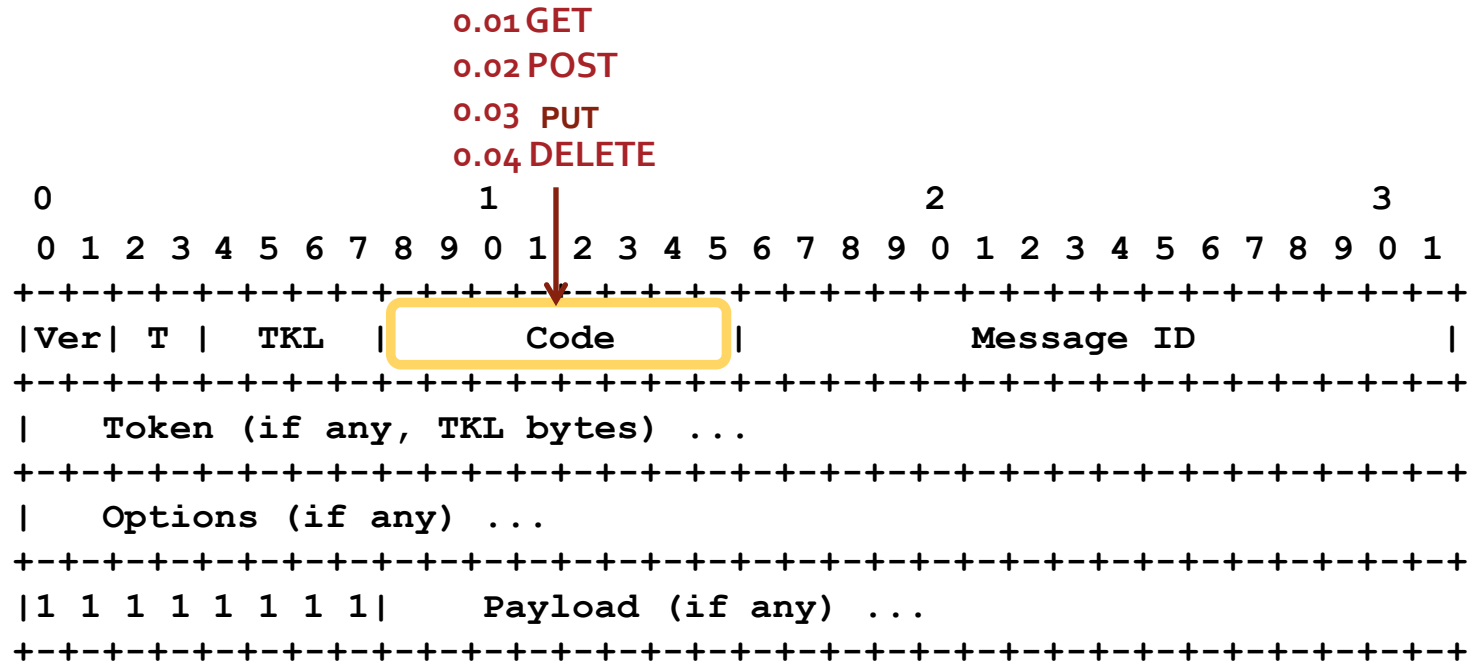 0.01 GET
0.02 POST
0.03 PUT
0.04 DELETE
0 1 2 3
0 1 2 3 4 5 6 7 8 9 0 1 2 3 4 5 6 7 8 9 0 1 2 3 4 5 6 7 8 9 0 1
+-+-+-+-+-+-+-+-+-+-+-+-+-+-+-+-+-+-+-+-+-+-+-+-+-+-+-+-+-+-+-+-+
|Ver| T | TKL | Code | Message ID |
+-+-+-+-+-+-+-+-+-+-+-+-+-+-+-+-+-+-+-+-+-+-+-+-+-+-+-+-+-+-+-+-+
| Token (if any, TKL bytes) ...
+-+-+-+-+-+-+-+-+-+-+-+-+-+-+-+-+-+-+-+-+-+-+-+-+-+-+-+-+-+-+-+-+
| Options (if any) ...
+-+-+-+-+-+-+-+-+-+-+-+-+-+-+-+-+-+-+-+-+-+-+-+-+-+-+-+-+-+-+-+-+
|1 1 1 1 1 1 1 1| Payload (if any) ...
+-+-+-+-+-+-+-+-+-+-+-+-+-+-+-+-+-+-+-+-+-+-+-+-+-+-+-+-+-+-+-+-+